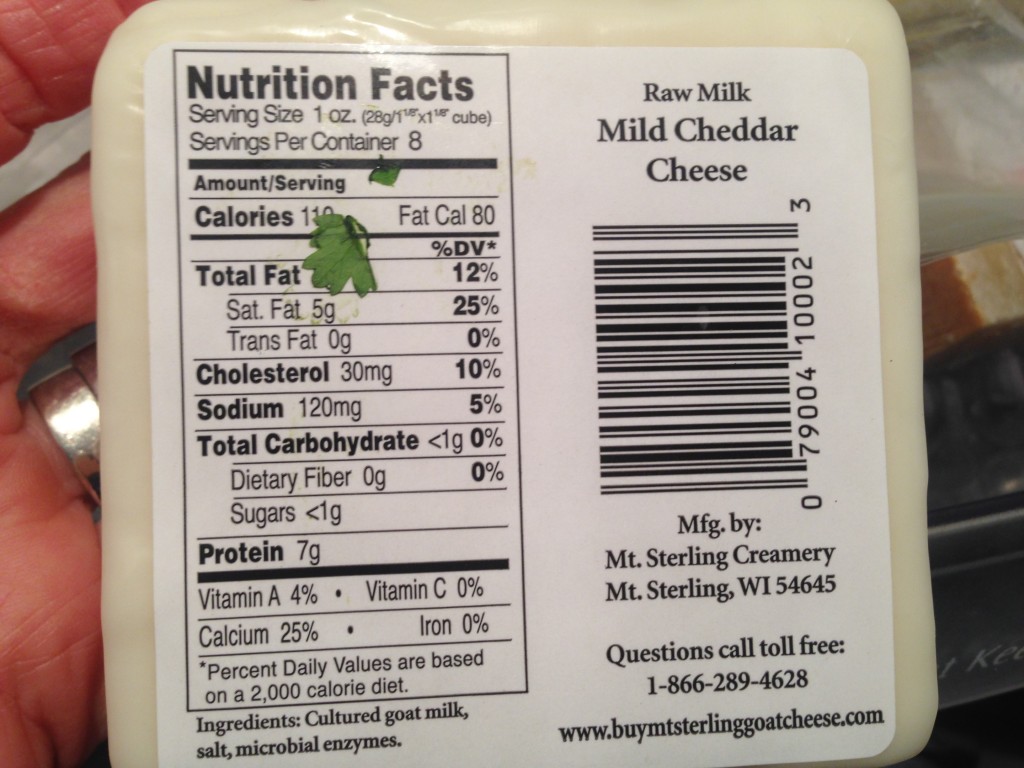 Nutrition Facts
Serving Size 1 oz. (28g/1 1/8"x1 1/8" cube)
Servings Per Container 8
Amount/Serving
Calories 110 Fat Cal 80
%DV*
Total Fat 12%
Sat. Fat 5g 25%
Trans Fat 0g 0%
Cholesterol 30mg 10%
Sodium 120mg 5%
Total Carbohydrate <1g 0%
Dietary Fiber 0g 0%
Sugars <1g
Protein 7g
Vitamin A 4% • Vitamin C 0%
Calcium 25% • Iron 0%
*Percent Daily Values are based
on a 2,000 calorie diet.
Ingredients: Cultured goat milk,
salt, microbial enzymes.
Raw Milk
Mild Cheddar
Cheese
0 79004 10002 3
Mfg. by:
Mt. Sterling Creamery
Mt. Sterling, WI 54645
Questions call toll free:
1-866-289-4628
www.buymtsterlinggoatcheese.com